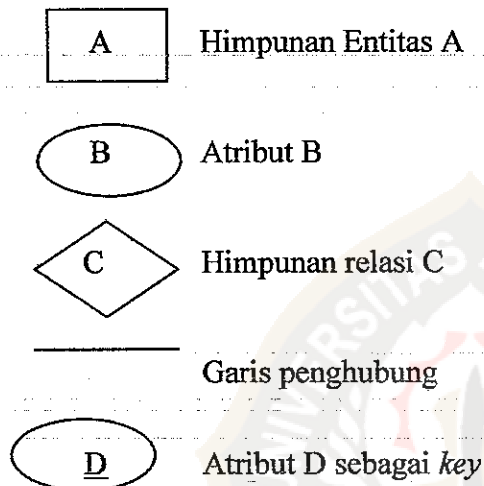 A Himpunan Entitas A
B Atribut B
C Himpunan relasi C
Garis penghubung
D Atribut D sebagai key